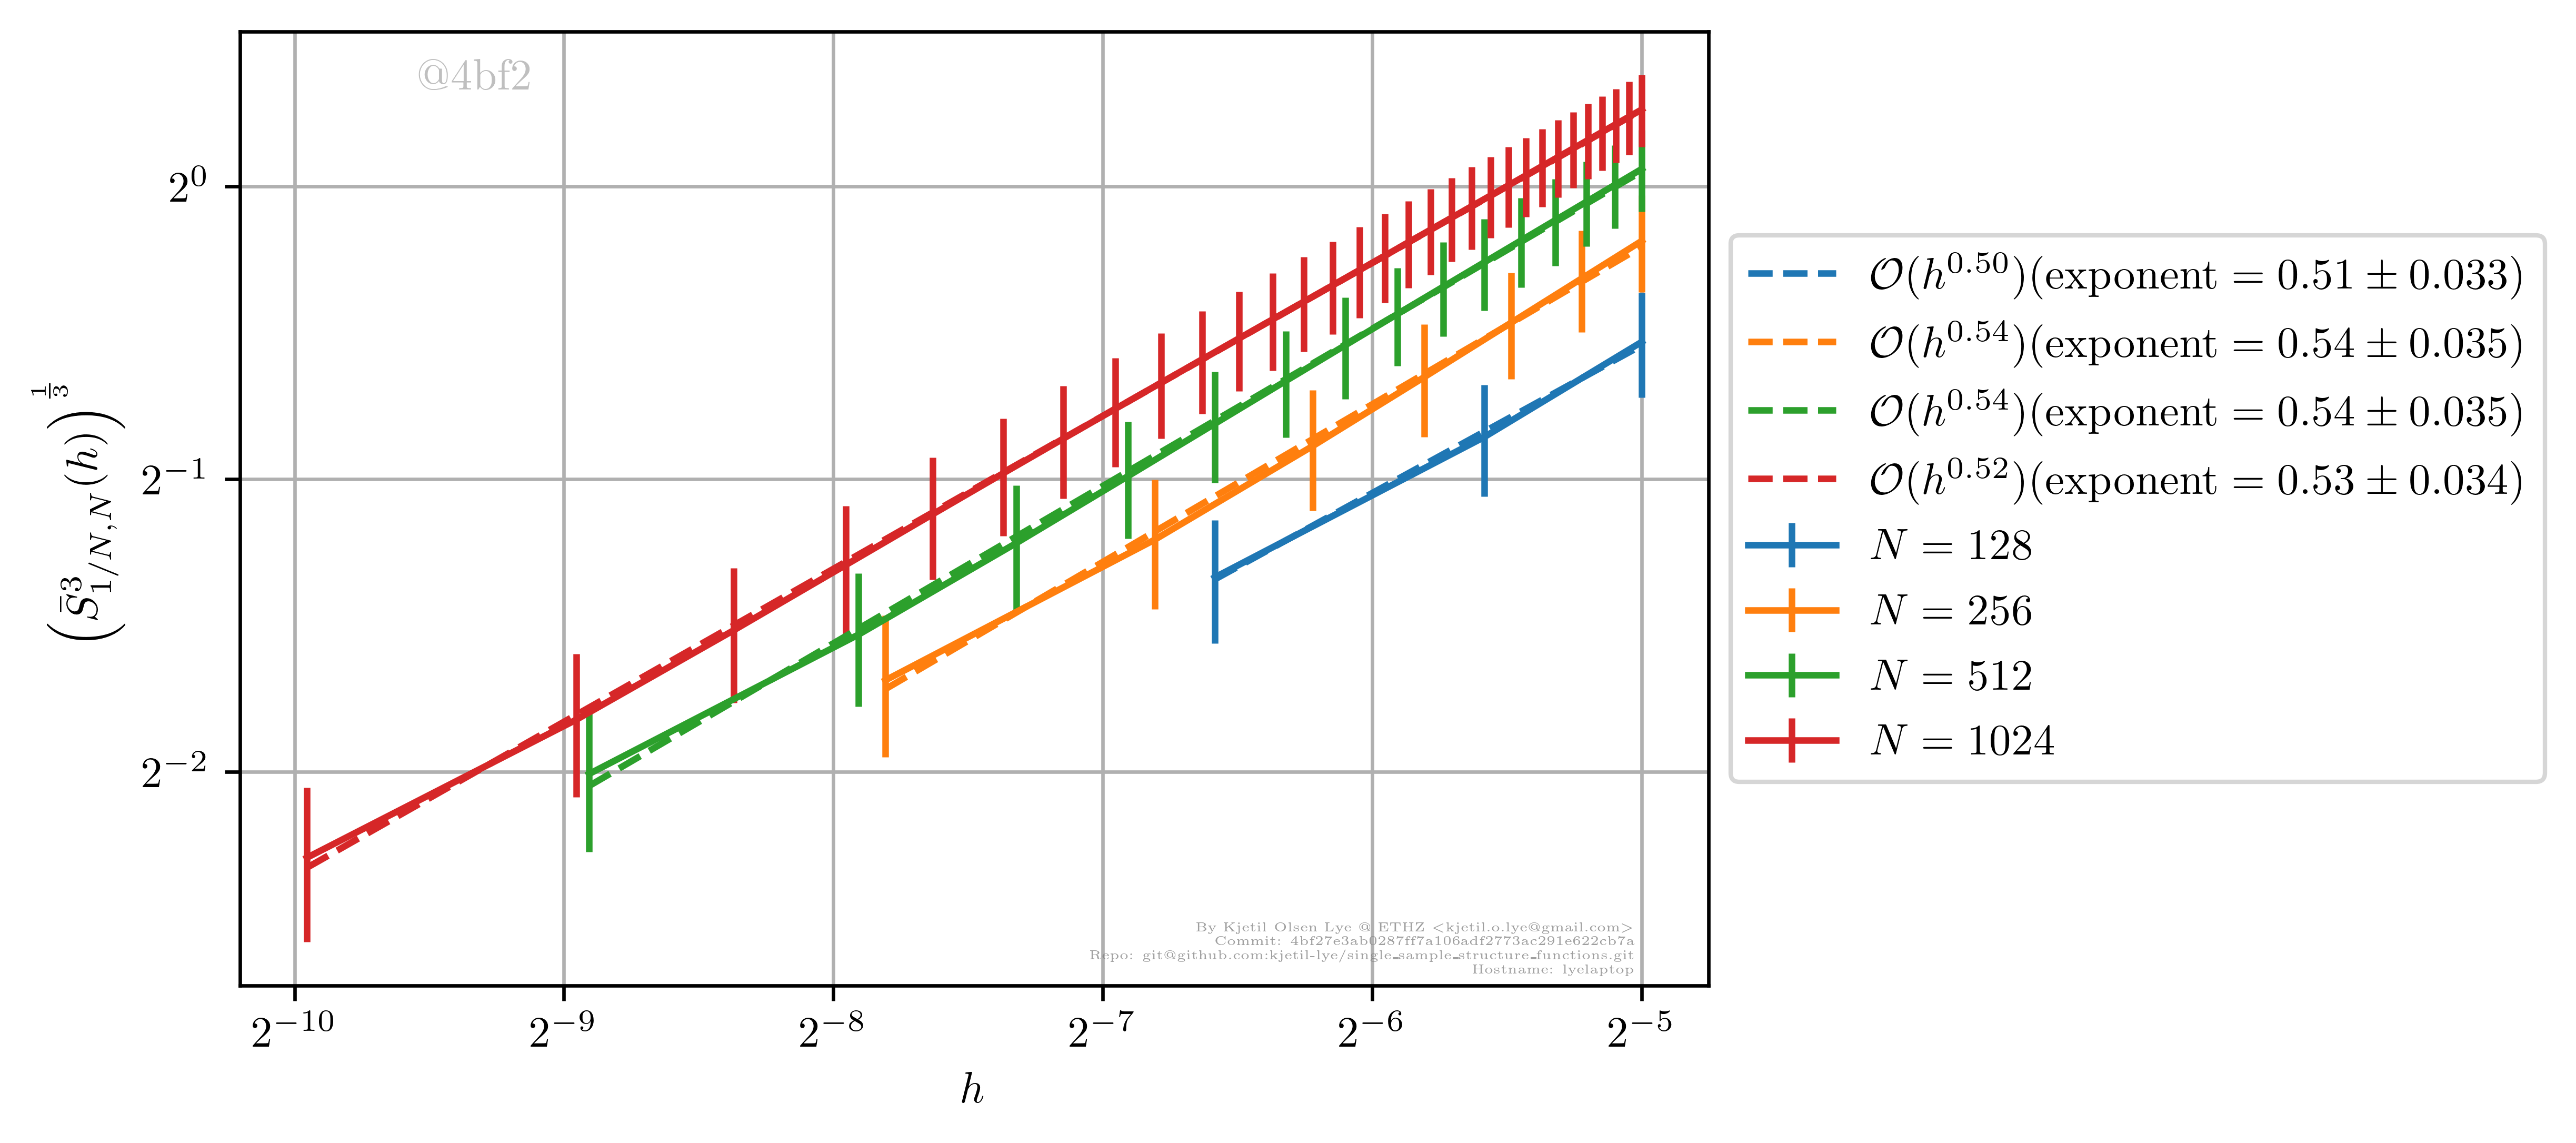 @4bf2
2^0
2^{-1}
2^{-2}
(S̄^3_{1/N,N}(h))^{1/3}
By Kjetil Olsen Lye @ ETHZ <kjetil.o.lye@gmail.com>
Commit: 4bf27e3ab0287ff7a106adf2773ac291e622cb7a
Repo: git@github.com:kjetil-lye/single_sample_structure_functions.git
Hostname: lyelaptop
2^{-10} 2^{-9} 2^{-8} 2^{-7} 2^{-6} 2^{-5}
h
𝒪(h^{0.50})(exponent = 0.51 ± 0.033)
𝒪(h^{0.54})(exponent = 0.54 ± 0.035)
𝒪(h^{0.54})(exponent = 0.54 ± 0.035)
𝒪(h^{0.52})(exponent = 0.53 ± 0.034)
N = 128
N = 256
N = 512
N = 1024